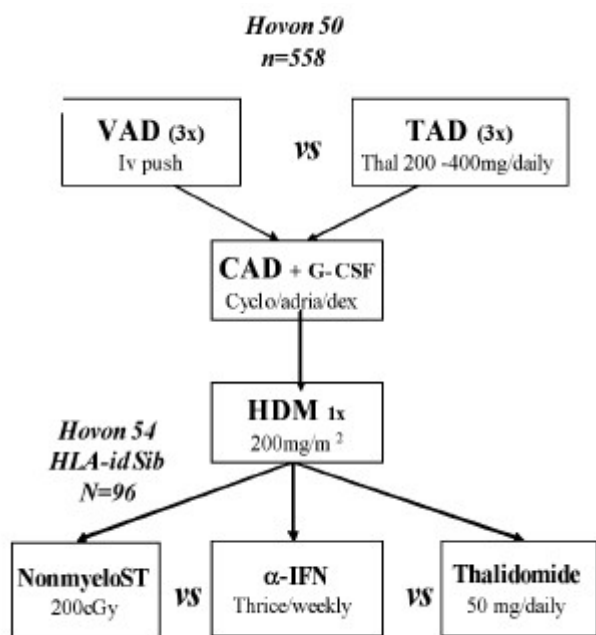 Hovon 50
n=558
VAD (3x)
Iv push
vs
TAD (3x)
Thal 200 -400mg/daily
CAD + G-CSF
Cyclo/adria/dex
HDM 1x
200mg/m 2
Hovon 54
HLA-id Sib
N=96
NonmyeloST
200cGy
vs
α-IFN
Thrice/weekly
vs
Thalidomide
50 mg/daily